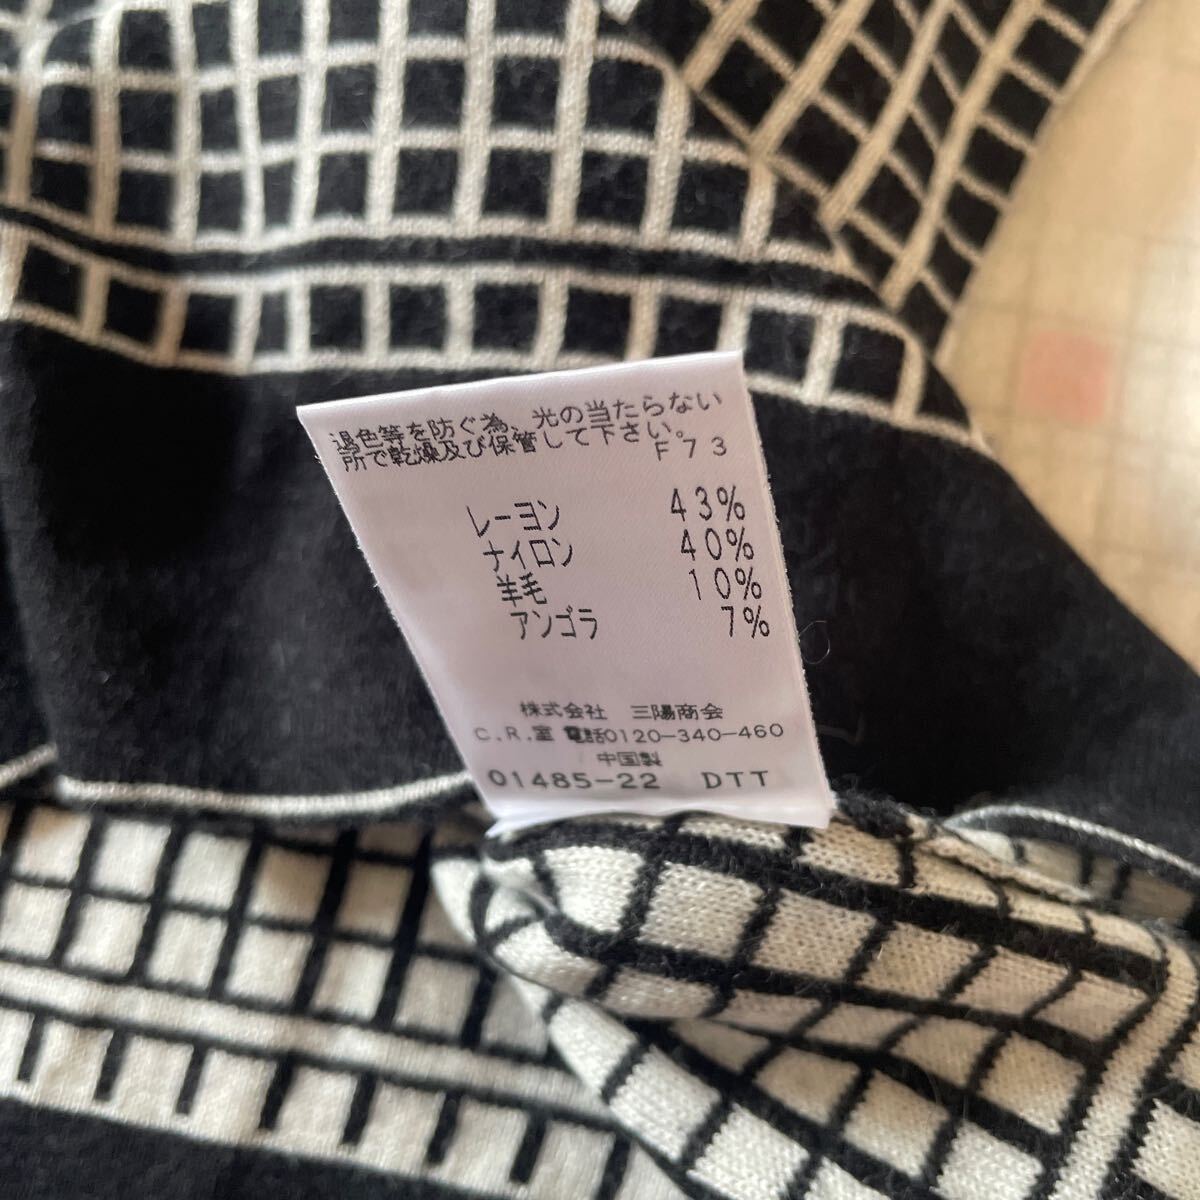 退色等を防ぐ為、光の当たらない
所で乾燥及び保管して下さい。
F73
レーヨン 43%
ナイロン 40%
羊毛 10%
アンゴラ 7%
株式会社 三陽商会
C.R.室 電話0120-340-460
中国製
01485-22 DTT